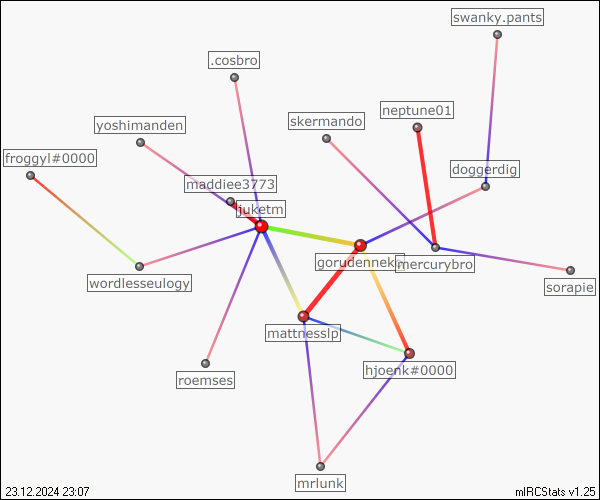 swanky.pants
.cosbro
neptune01
skermando
yoshimanden
froggyl#0000
doggerdig
maddiee3773
juketm
gorudennek
mercurybro
wordlesseulogy
sorapie
mattnesslp
hjoenk#0000
roemses
mrlunk
23.12.2024 23:07
mIRCStats v1.25